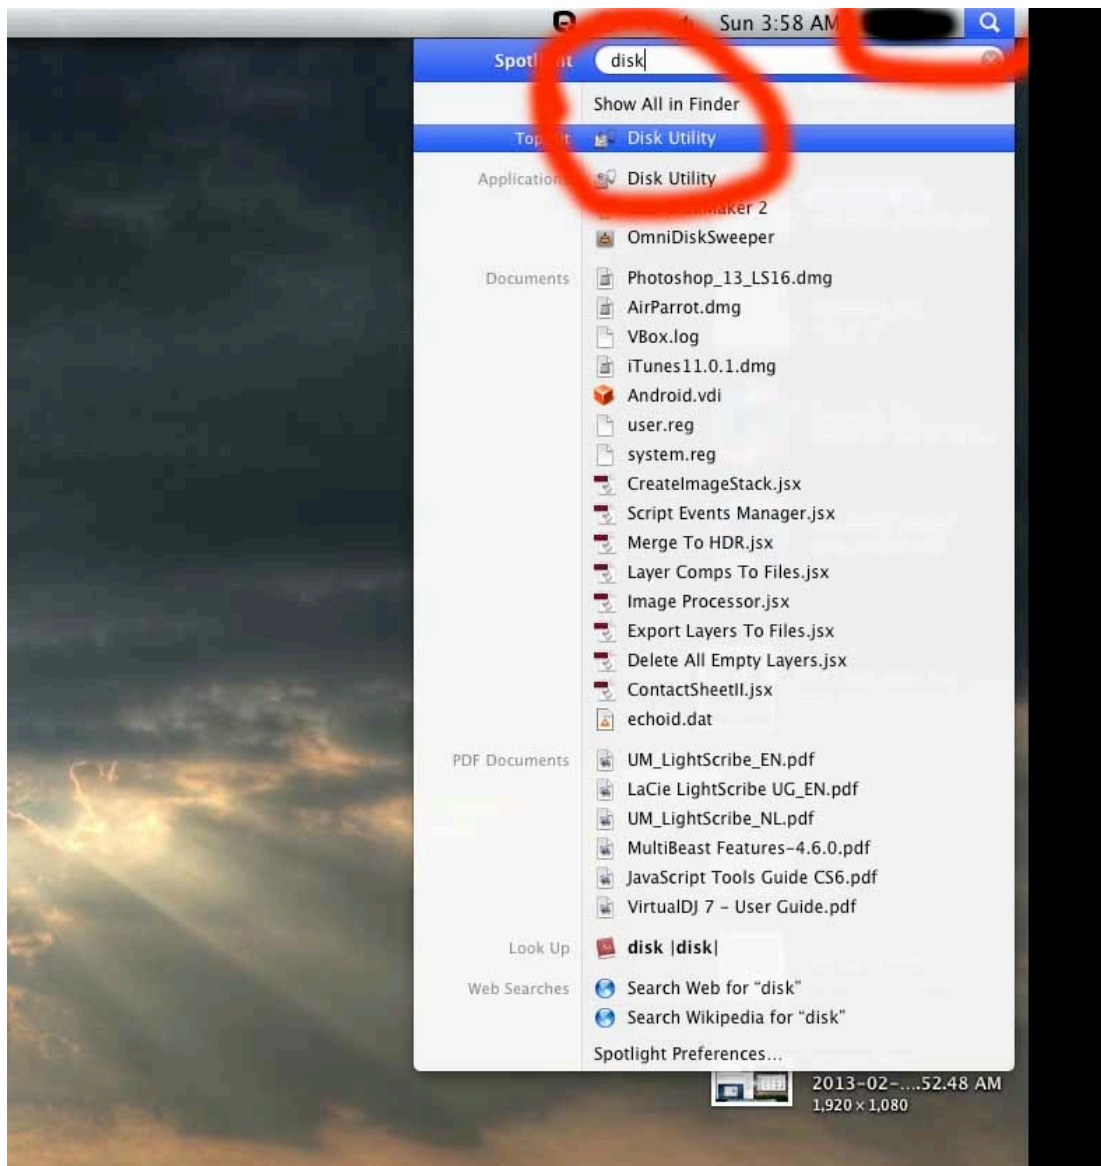 Sun 3:58 AM
Spotlight disk
Show All in Finder
Top Hit Disk Utility
Applications Disk Utility
Maker 2
OmniDiskSweeper
Documents Photoshop_13_LS16.dmg
AirParrot.dmg
VBox.log
iTunes11.0.1.dmg
Android.vdi
user.reg
system.reg
CreateImageStack.jsx
Script Events Manager.jsx
Merge To HDR.jsx
Layer Comps To Files.jsx
Image Processor.jsx
Export Layers To Files.jsx
Delete All Empty Layers.jsx
ContactSheetII.jsx
echoid.dat
PDF Documents UM_LightScribe_EN.pdf
LaCie LightScribe UG_EN.pdf
UM_LightScribe_NL.pdf
MultiBeast Features-4.6.0.pdf
JavaScript Tools Guide CS6.pdf
VirtualDJ 7 - User Guide.pdf
Look Up disk |disk|
Web Searches Search Web for “disk”
Search Wikipedia for “disk”
Spotlight Preferences...
2013-02-....52.48 AM
1,920 × 1,080